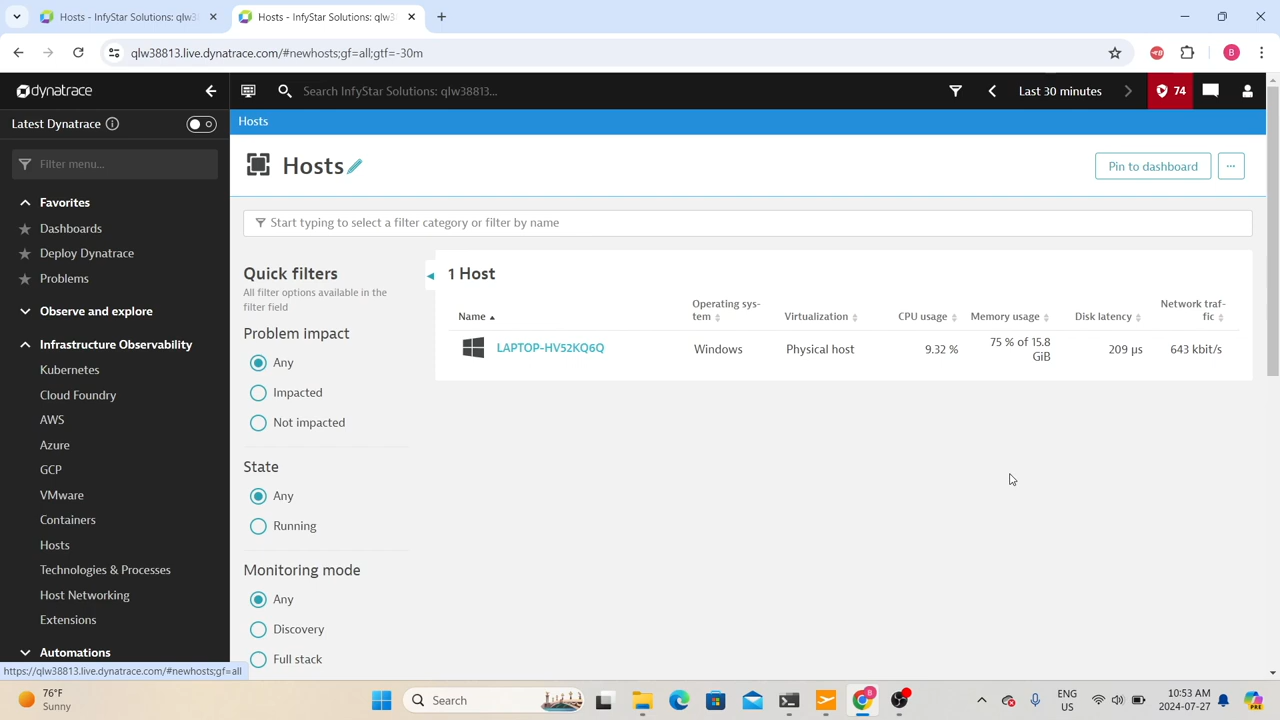 Hosts - InfyStar Solutions: qlw38
Hosts - InfyStar Solutions: qlw38
qlw38813.live.dynatrace.com/#newhosts;gf=all;gtf=-30m
B
dynatrace
Search InfyStar Solutions: qlw38813...
Last 30 minutes
74
Latest Dynatrace
Hosts
Filter menu...
Hosts
Pin to dashboard
...
Favorites
Dashboards
Deploy Dynatrace
Problems
Observe and explore
Infrastructure Observability
Kubernetes
Cloud Foundry
AWS
Azure
GCP
VMware
Containers
Hosts
Technologies & Processes
Host Networking
Extensions
Automations
https://qlw38813.live.dynatrace.com/#newhosts;gf=all
Start typing to select a filter category or filter by name
Quick filters
All filter options available in the
filter field
Problem impact
Any
Impacted
Not impacted
State
Any
Running
Monitoring mode
Any
Discovery
Full stack
1 Host
Name
Operating sys-
tem
Virtualization
CPU usage
Memory usage
Disk latency
Network traf-
fic
LAPTOP-HV52KQ6Q
Windows
Physical host
9.32 %
75 % of 15.8
GiB
209 µs
643 kbit/s
76°F
Sunny
Search
B
ENG
US
10:53 AM
2024-07-27
PRE